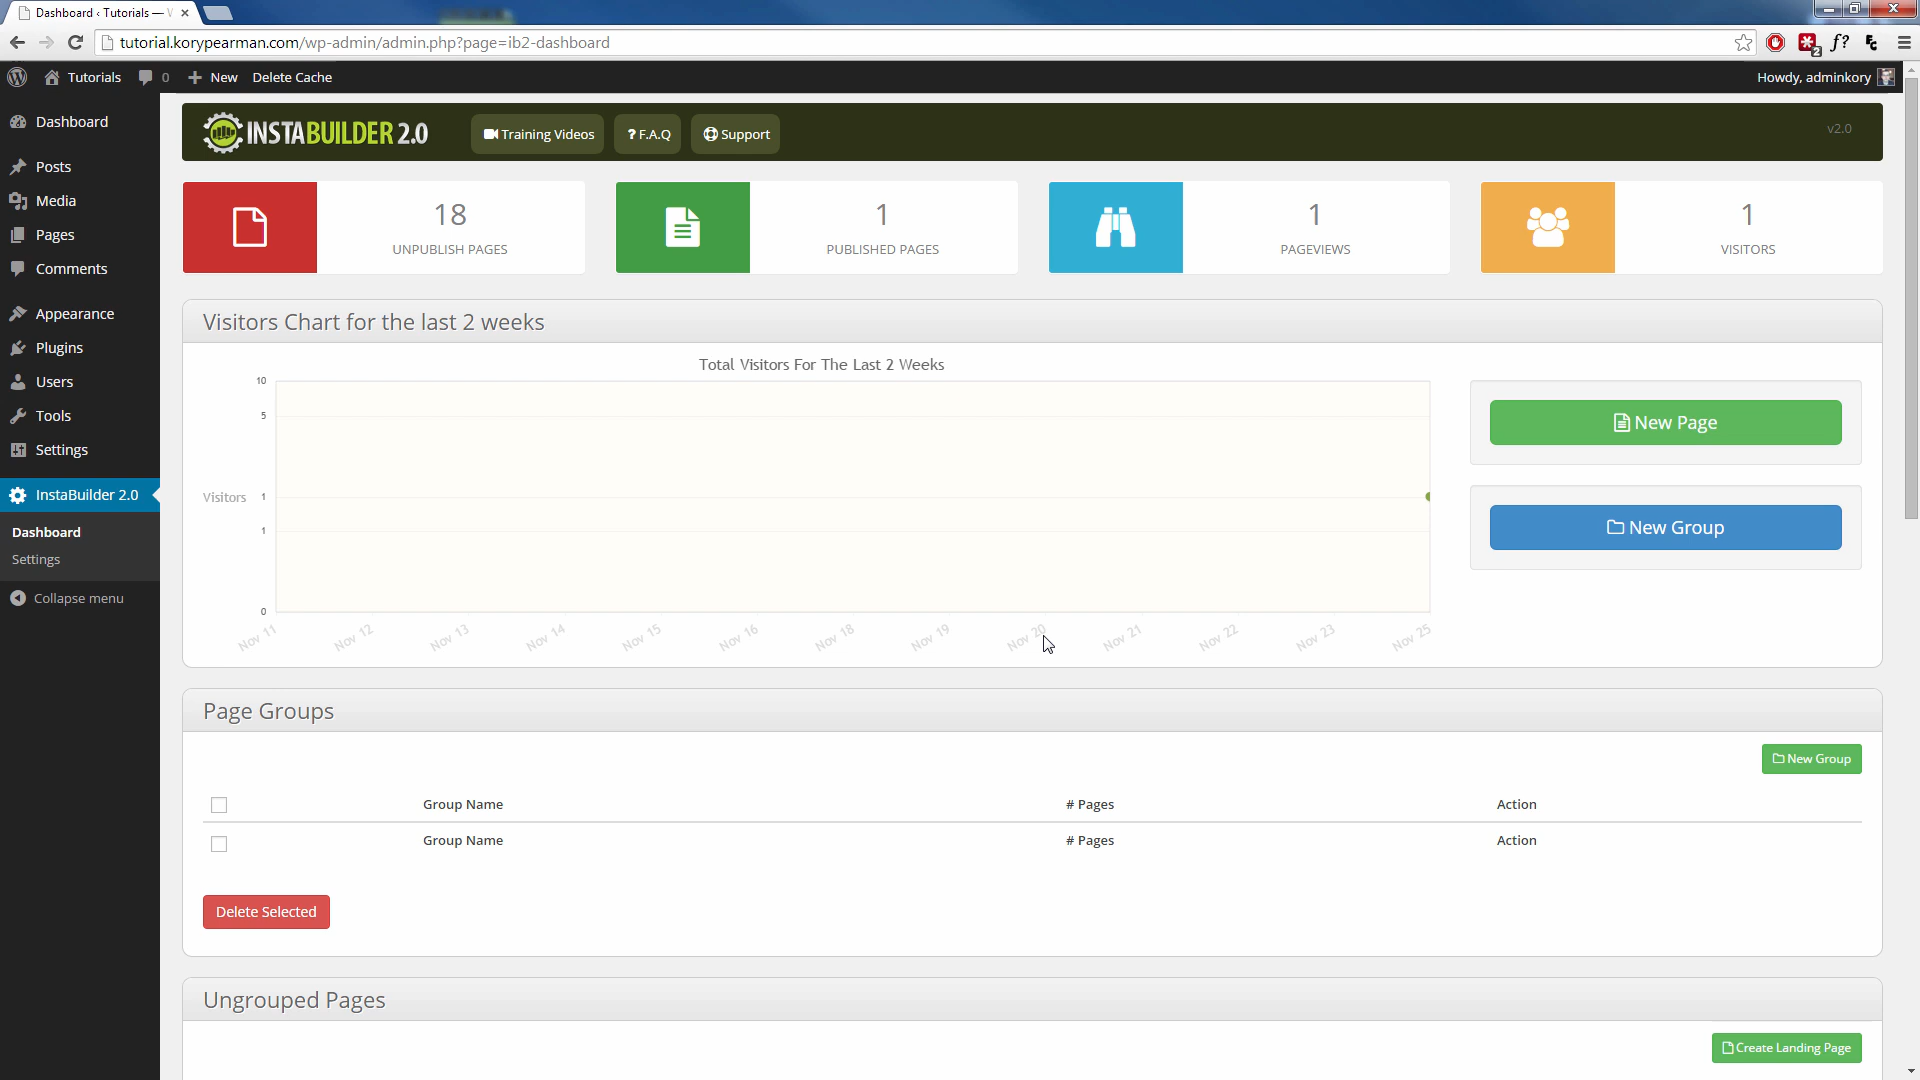 Dashboard ‹ Tutorials —
tutorial.korypearman.com/wp-admin/admin.php?page=ib2-dashboard
2
f?
Tutorials 0 New Delete Cache Howdy, adminkory
Dashboard
Posts
Media
Pages
Comments
Appearance
Plugins
Users
Tools
Settings
InstaBuilder 2.0
Dashboard
Settings
Collapse menu
INSTABUILDER 2.0 Training Videos ? F.A.Q Support v2.0
18
UNPUBLISH PAGES
1
PUBLISHED PAGES
1
PAGEVIEWS
1
VISITORS
Visitors Chart for the last 2 weeks
Total Visitors For The Last 2 Weeks
10
5
Visitors 1
1
0
Nov 11 Nov 12 Nov 13 Nov 14 Nov 15 Nov 16 Nov 18 Nov 19 Nov 20 Nov 21 Nov 22 Nov 23 Nov 25
New Page
New Group
Page Groups
New Group
Group Name # Pages Action
Group Name # Pages Action
Delete Selected
Ungrouped Pages
Create Landing Page